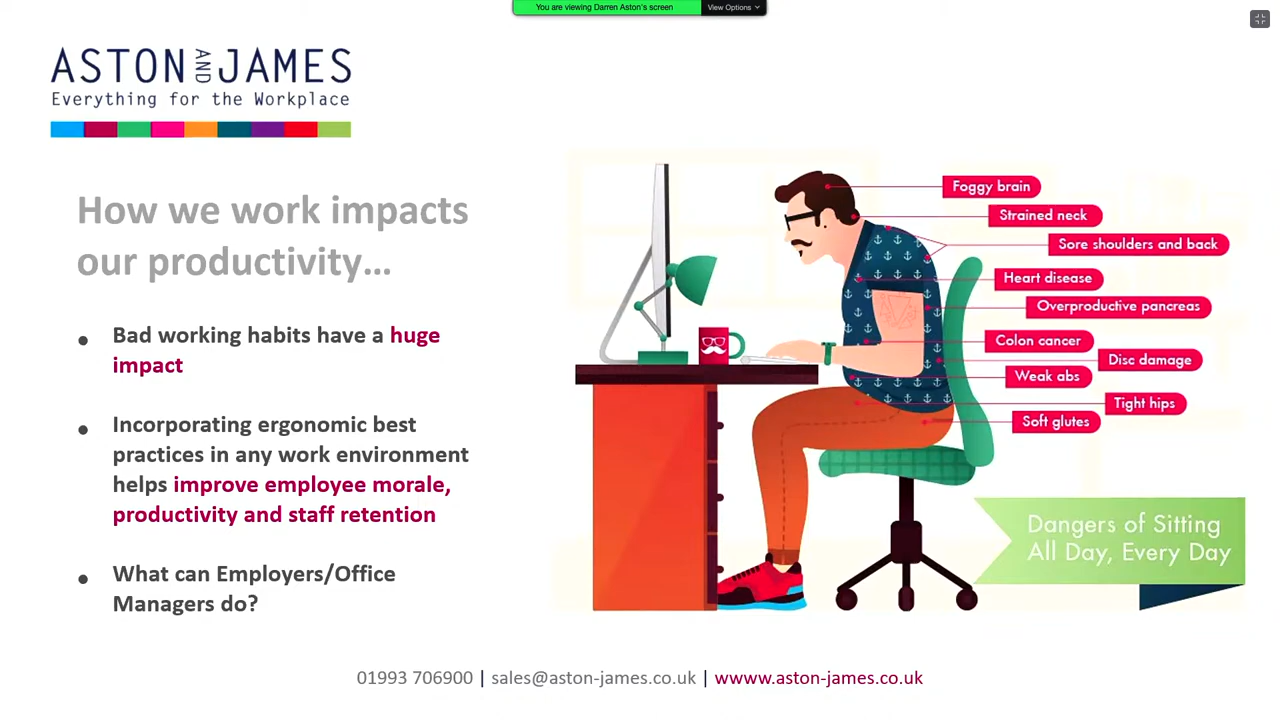 You are viewing Darren Aston's screen
View Options
ASTON AND JAMES
Everything for the Workplace
How we work impacts
our productivity...
• Bad working habits have a huge
impact
• Incorporating ergonomic best
practices in any work environment
helps improve employee morale,
productivity and staff retention
• What can Employers/Office
Managers do?
Foggy brain
Strained neck
Sore shoulders and back
Heart disease
Overproductive pancreas
Colon cancer
Disc damage
Weak abs
Tight hips
Soft glutes
Dangers of Sitting
All Day, Every Day
01993 706900 | sales@aston-james.co.uk | wwww.aston-james.co.uk